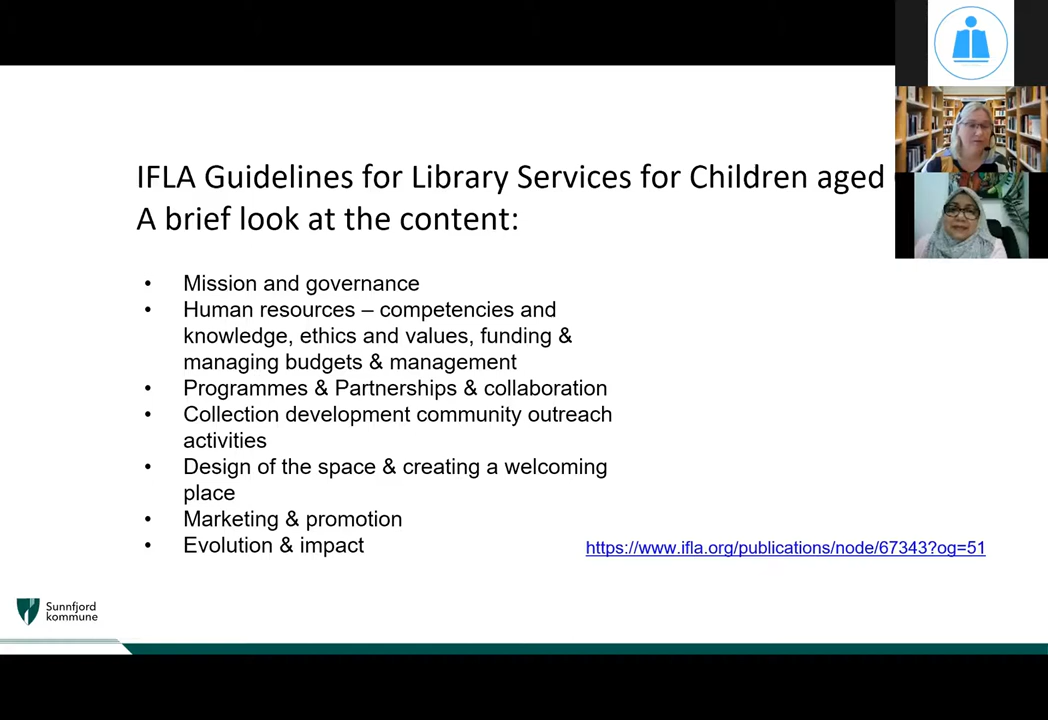 IFLA Guidelines for Library Services for Children aged
A brief look at the content:
• Mission and governance
• Human resources – competencies and
knowledge, ethics and values, funding &
managing budgets & management
• Programmes & Partnerships & collaboration
• Collection development community outreach
activities
• Design of the space & creating a welcoming
place
• Marketing & promotion
• Evolution & impact
https://www.ifla.org/publications/node/67343?og=51
Sunnfjord
kommune